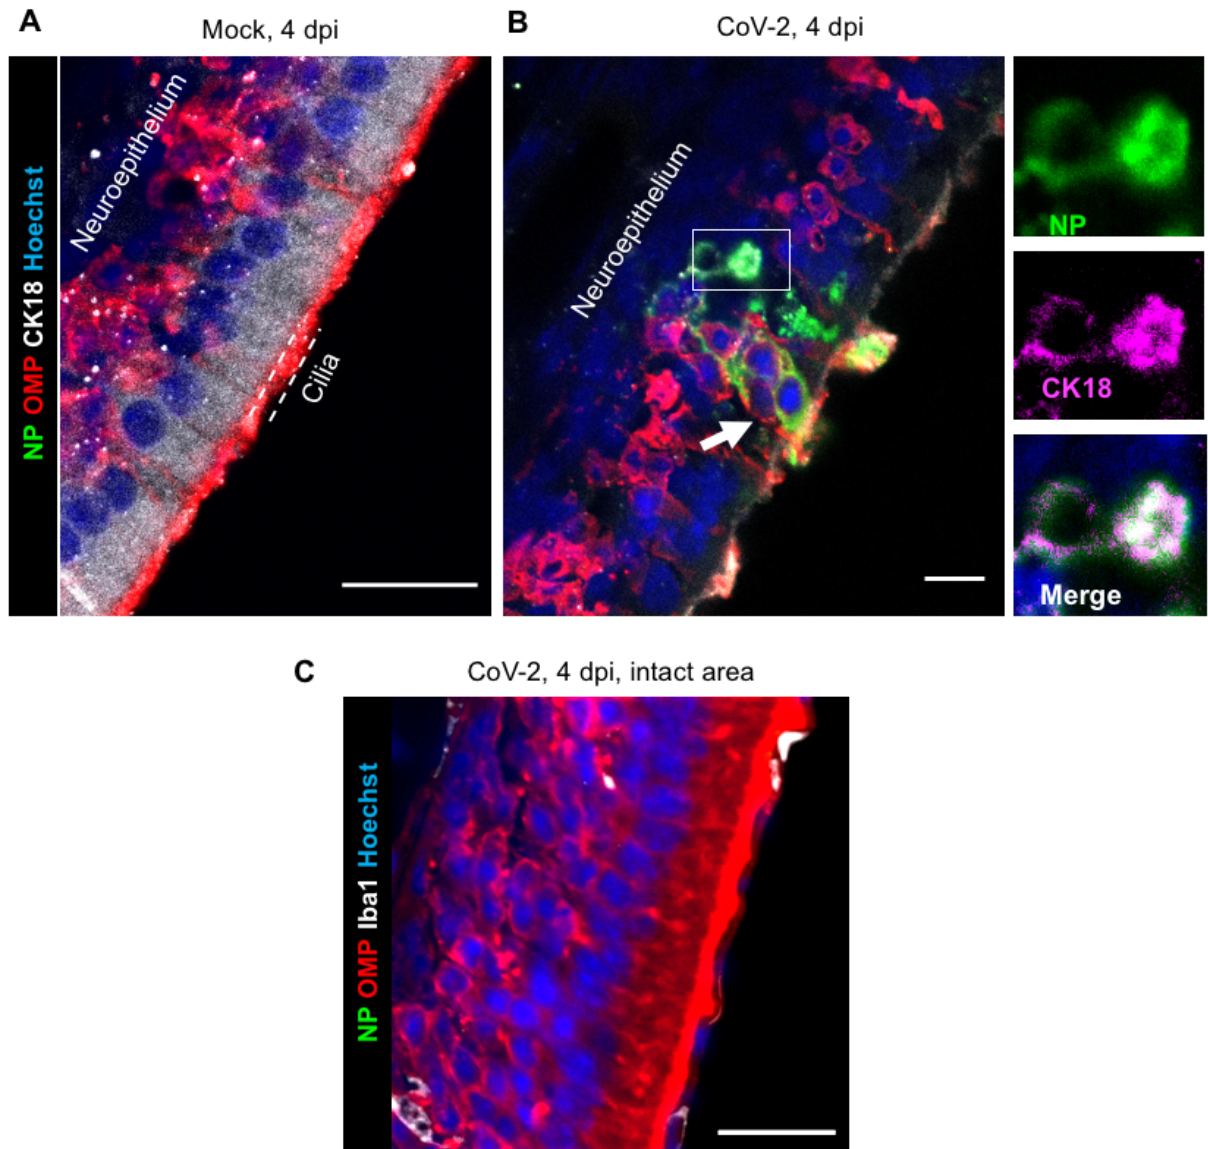 A
Mock, 4 dpi
NP OMP CK18 Hoechst
Neuroepithelium
Cilia
B
CoV-2, 4 dpi
Neuroepithelium
NP
CK18
Merge
C
CoV-2, 4 dpi, intact area
NP OMP Iba1 Hoechst